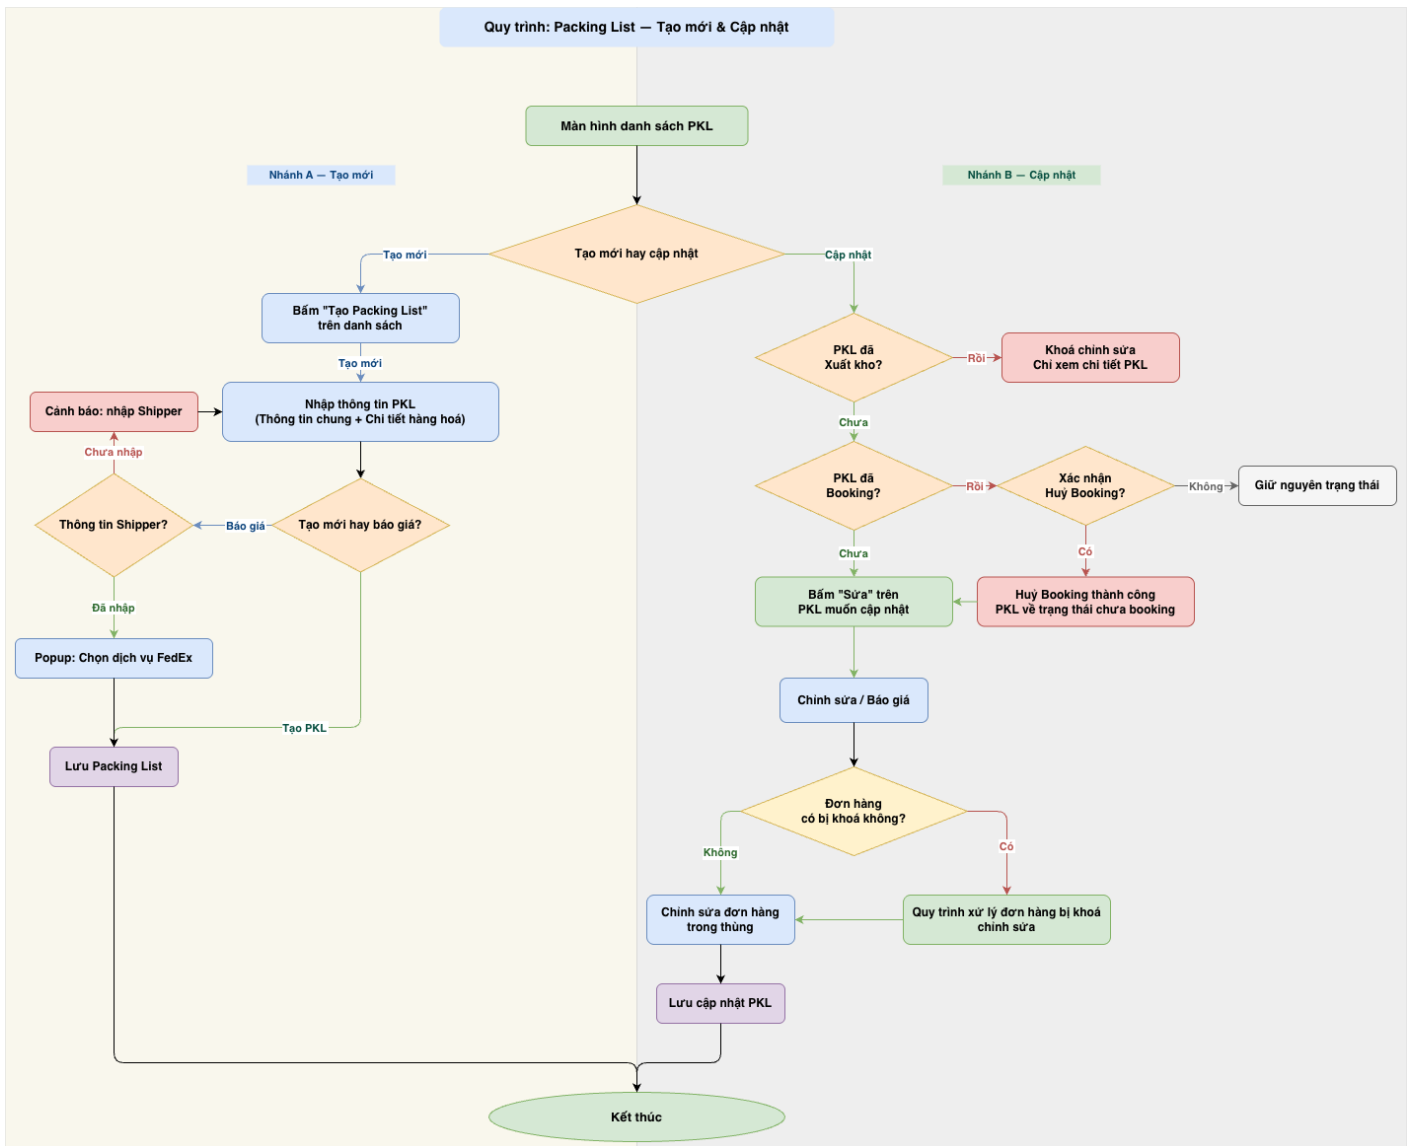 Quy trình: Packing List — Tạo mới & Cập nhật
Màn hình danh sách PKL
Nhánh A — Tạo mới
Nhánh B — Cập nhật
Tạo mới hay cập nhật
Tạo mới
Cập nhật
Bấm "Tạo Packing List"
trên danh sách
Tạo mới
PKL đã
Xuất kho?
Rồi
Khoá chỉnh sửa
Chỉ xem chi tiết PKL
Cảnh báo: nhập Shipper
Nhập thông tin PKL
(Thông tin chung + Chi tiết hàng hoá)
Chưa
Chưa nhập
PKL đã
Booking?
Rồi
Xác nhận
Huỷ Booking?
Không
Giữ nguyên trạng thái
Thông tin Shipper?
Báo giá
Tạo mới hay báo giá?
Chưa
Có
Đã nhập
Bấm "Sửa" trên
PKL muốn cập nhật
Huỷ Booking thành công
PKL về trạng thái chưa booking
Popup: Chọn dịch vụ FedEx
Chỉnh sửa / Báo giá
Tạo PKL
Lưu Packing List
Đơn hàng
có bị khoá không?
Không
Có
Chỉnh sửa đơn hàng
trong thùng
Quy trình xử lý đơn hàng bị khoá
chỉnh sửa
Lưu cập nhật PKL
Kết thúc